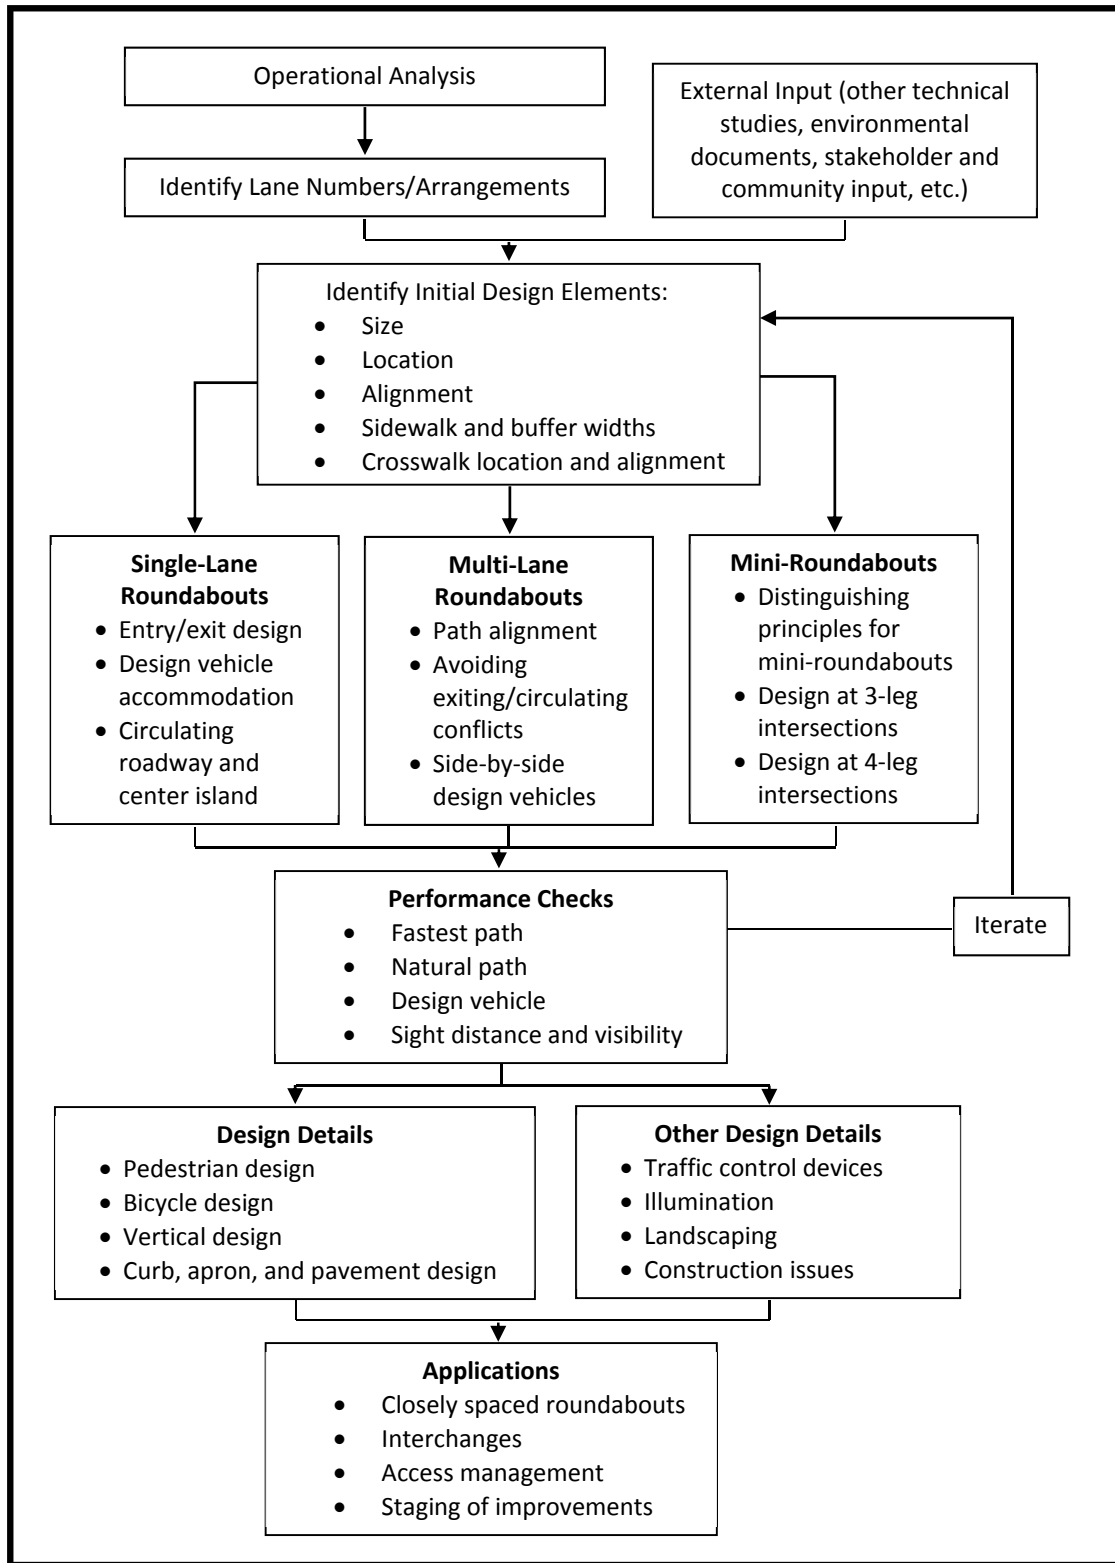 Operational Analysis
External Input (other technical
studies, environmental
documents, stakeholder and
community input, etc.)
Identify Lane Numbers/Arrangements
Identify Initial Design Elements:
• Size
• Location
• Alignment
• Sidewalk and buffer widths
• Crosswalk location and alignment
Single-Lane
Roundabouts
• Entry/exit design
• Design vehicle
accommodation
• Circulating
roadway and
center island
Multi-Lane
Roundabouts
• Path alignment
• Avoiding
exiting/circulating
conflicts
• Side-by-side
design vehicles
Mini-Roundabouts
• Distinguishing
principles for
mini-roundabouts
• Design at 3-leg
intersections
• Design at 4-leg
intersections
Performance Checks
• Fastest path
• Natural path
• Design vehicle
• Sight distance and visibility
Iterate
Design Details
• Pedestrian design
• Bicycle design
• Vertical design
• Curb, apron, and pavement design
Other Design Details
• Traffic control devices
• Illumination
• Landscaping
• Construction issues
Applications
• Closely spaced roundabouts
• Interchanges
• Access management
• Staging of improvements